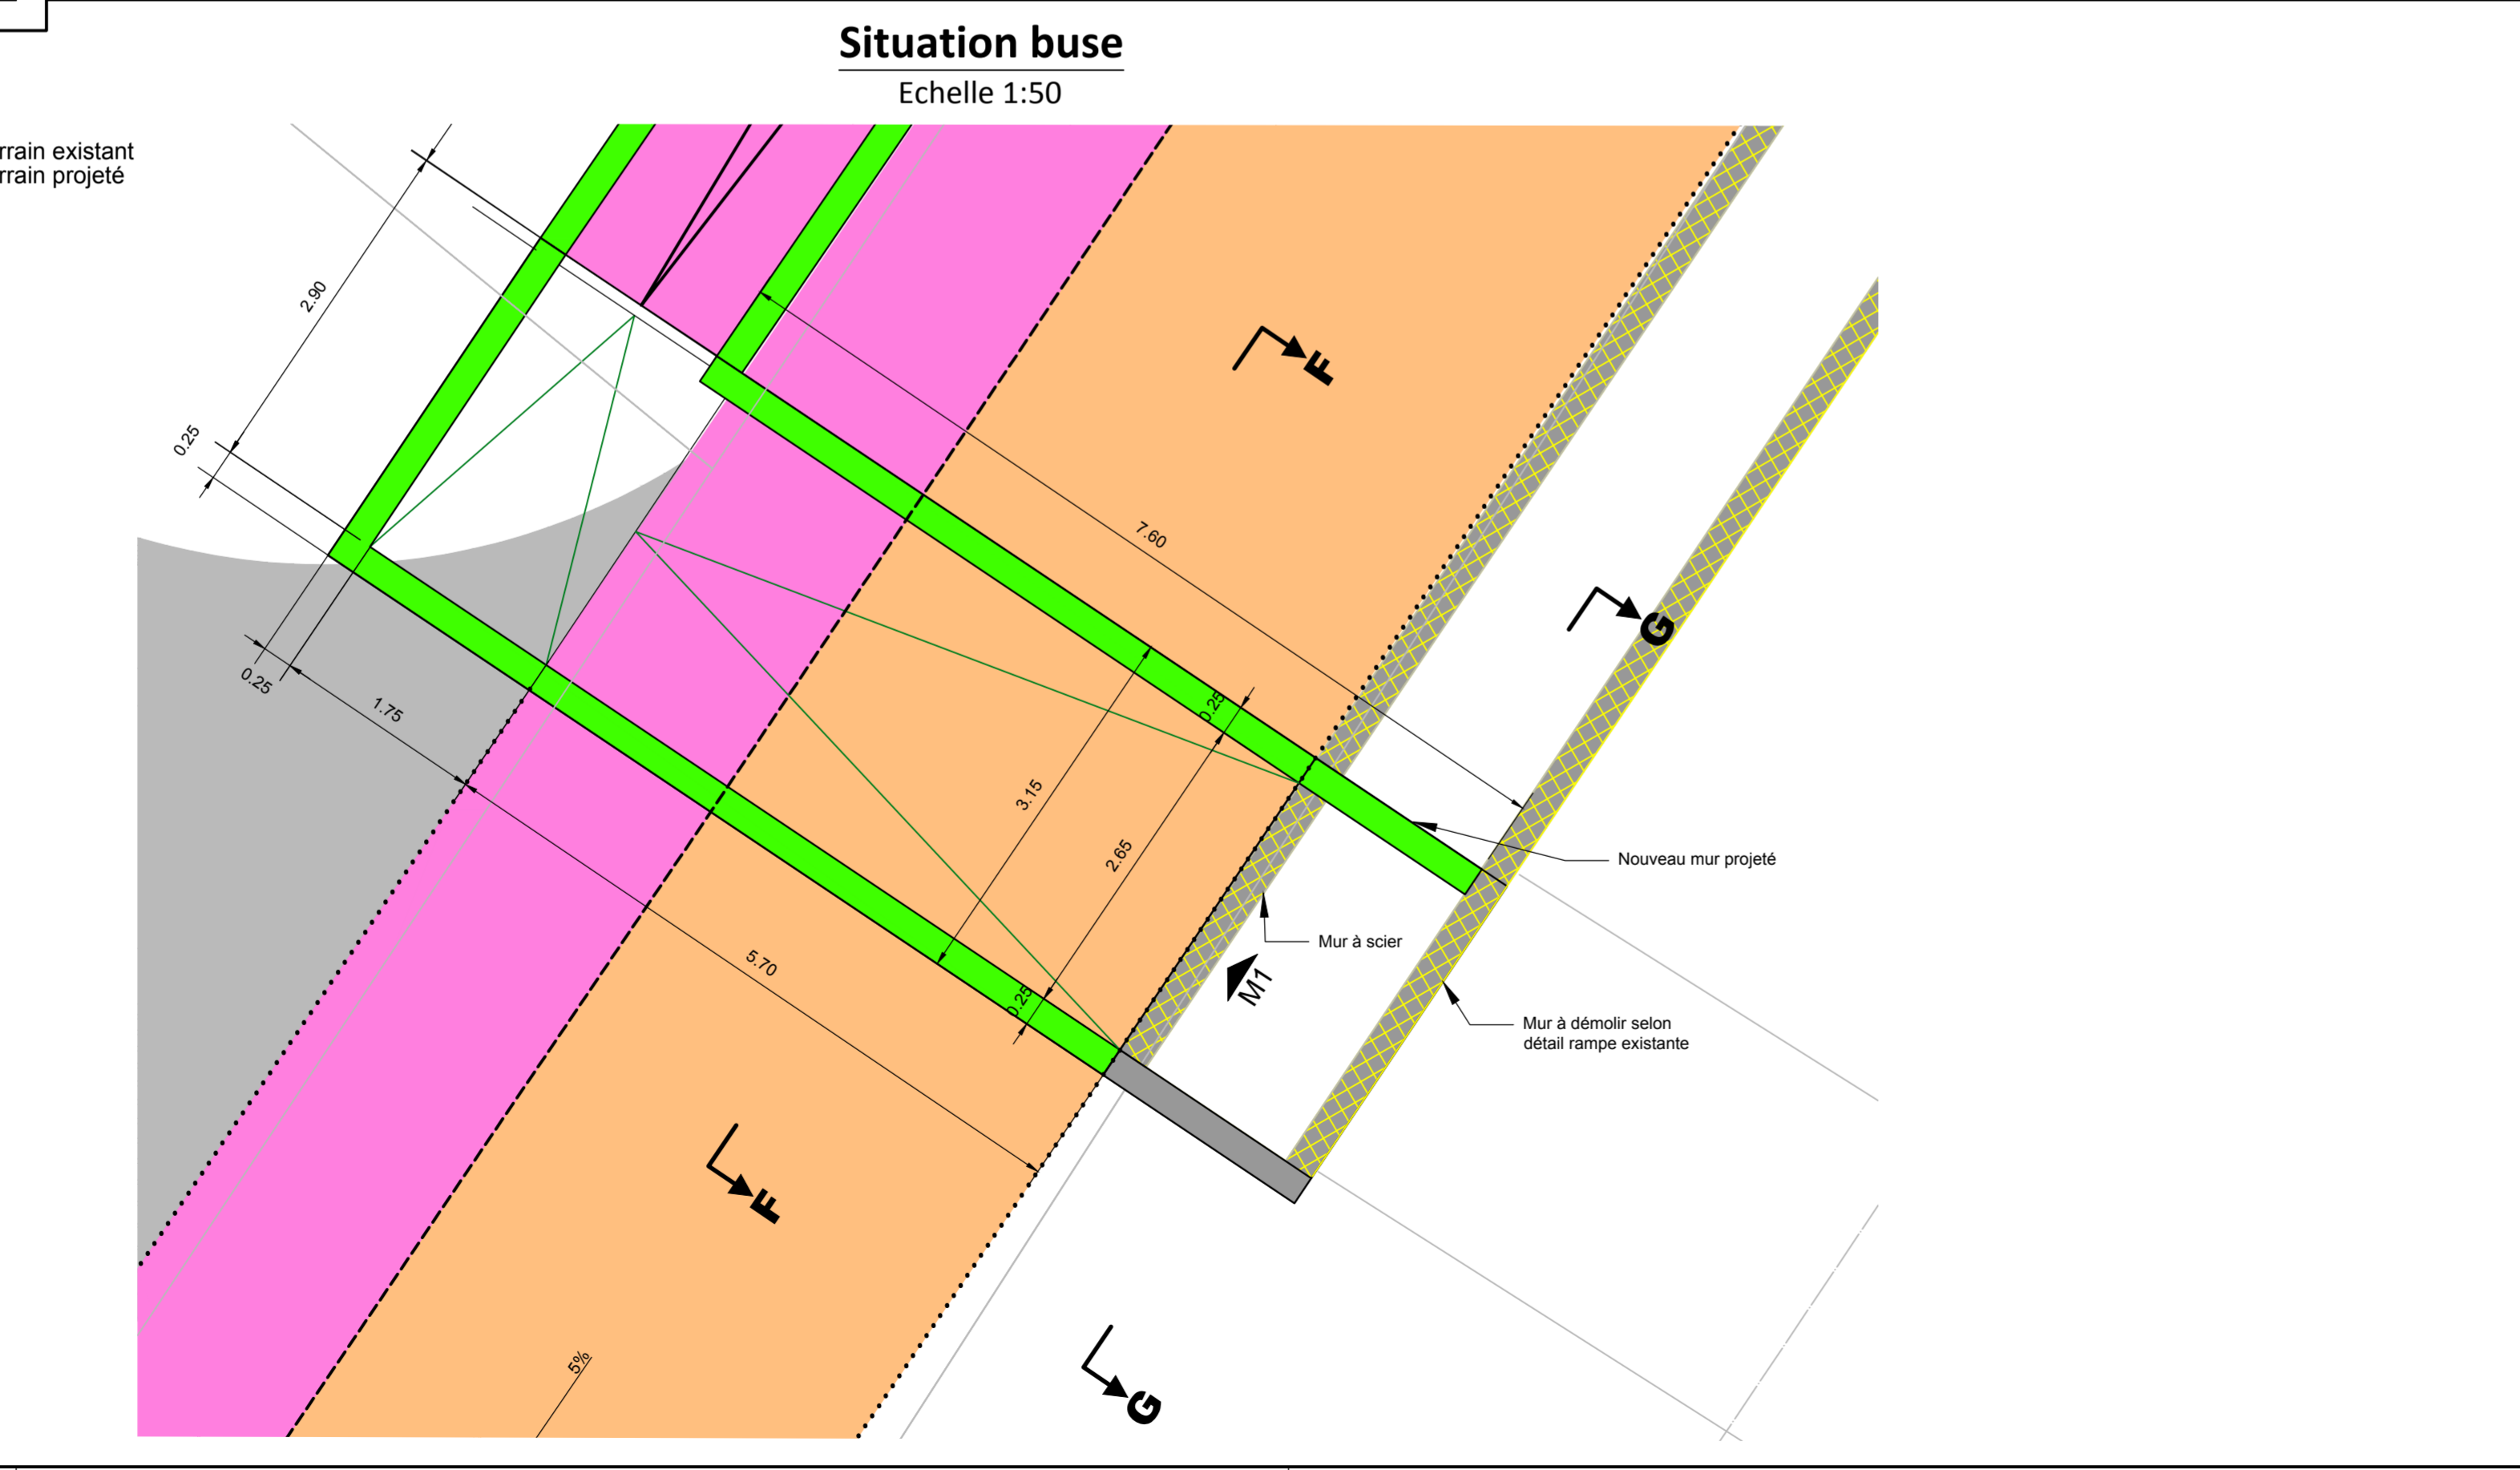 Situation buse
Echelle 1:50
rrain existant
rrain projeté
2.90
0.25
F
7.60
G
0.25
1.75
0.25
3.15
2.65
Nouveau mur projeté
Mur à scier
5.70
M1
0.25
Mur à démolir selon
détail rampe existante
F
5%
G